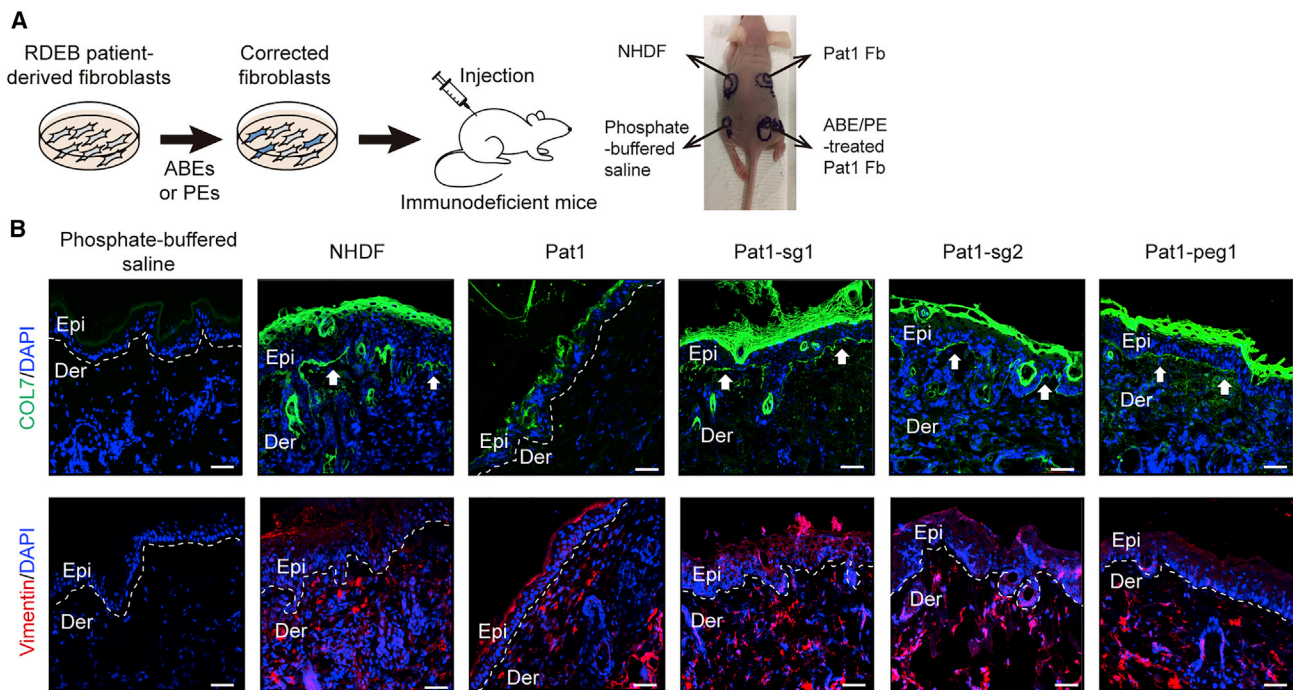 A
RDEB patient-
derived fibroblasts
ABEs
or PEs
Corrected
fibroblasts
Injection
Immunodeficient mice
NHDF
Pat1 Fb
Phosphate
-buffered
saline
ABE/PE
-treated
Pat1 Fb
B
Phosphate-buffered
saline
NHDF
Pat1
Pat1-sg1
Pat1-sg2
Pat1-peg1
COL7/DAPI
Epi
Der
Epi
Der
Epi
Der
Epi
Der
Epi
Der
Epi
Der
Vimentin/DAPI
Epi
Der
Epi
Der
Epi
Der
Epi
Der
Epi
Der
Epi
Der